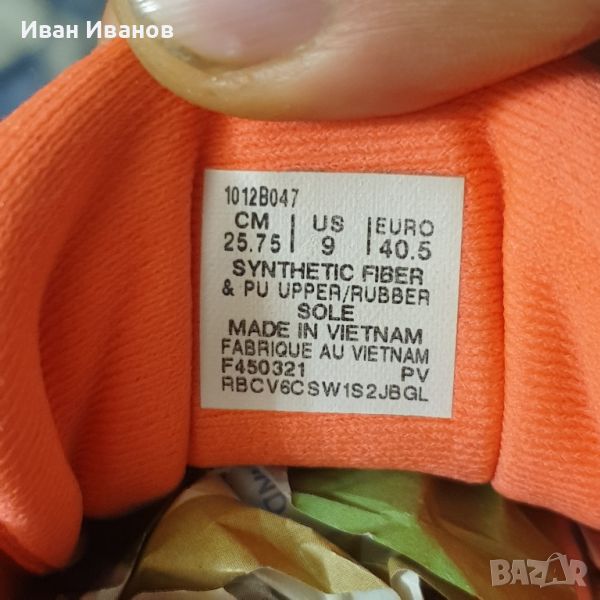 Иван Иванов
1012B047
CM US EURO
25.75 9 40.5
SYNTHETIC FIBER
& PU UPPER/RUBBER
SOLE
MADE IN VIETNAM
FABRIQUE AU VIETNAM
F450321 PV
RBCV6CSW1S2JBGL
BAZAR